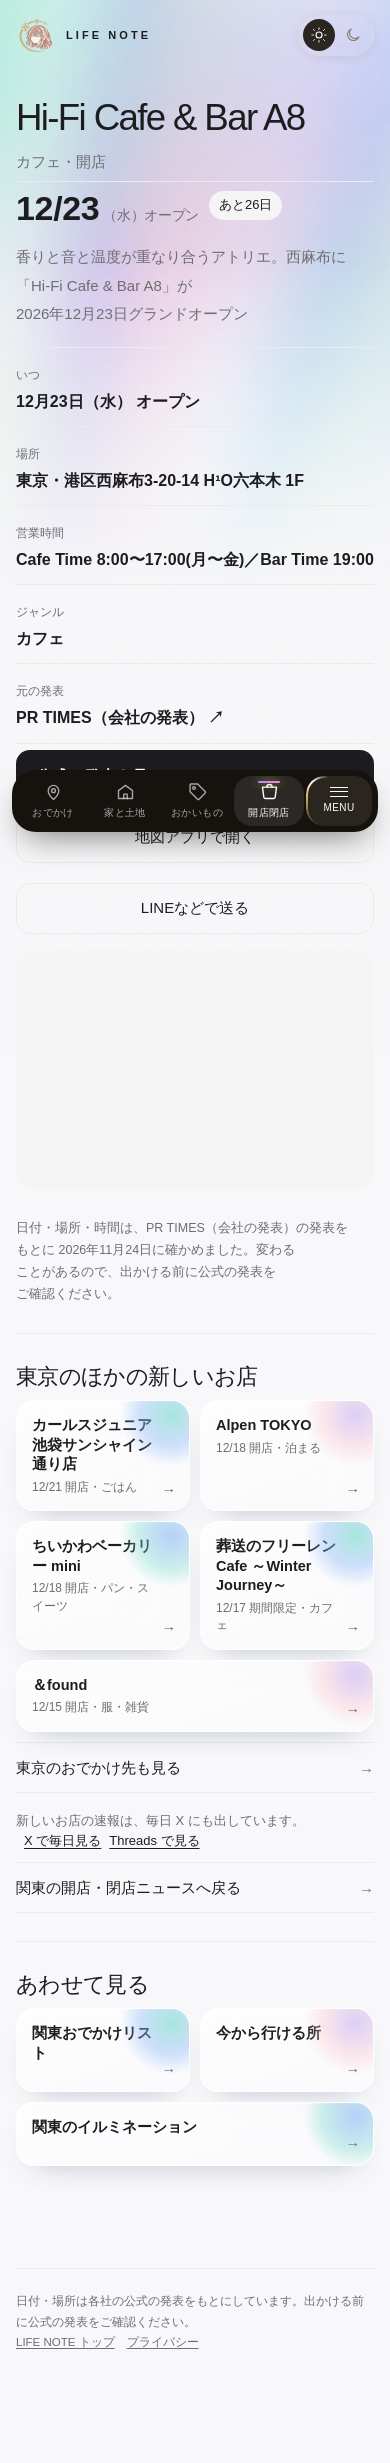 LIFE NOTE
Hi-Fi Cafe & Bar A8
カフェ・開店
12/23 （水）オープン あと26日
香りと音と温度が重なり合うアトリエ。西麻布に
「Hi-Fi Cafe & Bar A8」が
2026年12月23日グランドオープン
いつ
12月23日（水） オープン
場所
東京・港区西麻布3-20-14 H¹O六本木 1F
営業時間
Cafe Time 8:00〜17:00(月〜金)／Bar Time 19:00
ジャンル
カフェ
元の発表
PR TIMES（会社の発表） ↗
おでかけ 家と土地 おかいもの 開店閉店 MENU
地図アプリで開く
LINEなどで送る
日付・場所・時間は、PR TIMES（会社の発表）の発表を
もとに 2026年11月24日に確かめました。変わる
ことがあるので、出かける前に公式の発表を
ご確認ください。
東京のほかの新しいお店
カールスジュニア
池袋サンシャイン
通り店
12/21 開店・ごはん →
Alpen TOKYO
12/18 開店・泊まる
→
ちいかわベーカリ
ー mini
12/18 開店・パン・ス
イーツ
→
葬送のフリーレン
Cafe ～Winter
Journey～
12/17 期間限定・カフ
ェ →
＆found
12/15 開店・服・雑貨 →
東京のおでかけ先も見る →
新しいお店の速報は、毎日 X にも出しています。
X で毎日見る Threads で見る
関東の開店・閉店ニュースへ戻る →
あわせて見る
関東おでかけリス
ト
→
今から行ける所
→
関東のイルミネーション
→
日付・場所は各社の公式の発表をもとにしています。出かける前
に公式の発表をご確認ください。
LIFE NOTE トップ プライバシー